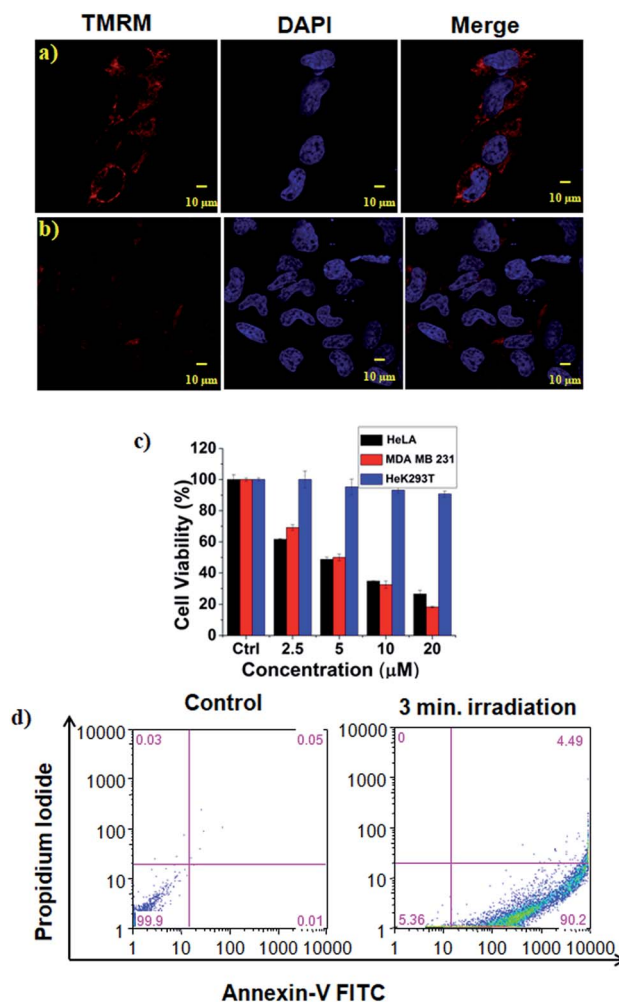 TMRM DAPI Merge
a)
10 µm 10 µm 10 µm
b)
10 µm 10 µm 10 µm
c)
HeLA
MDA MB 231
HeK293T
Cell Viability (%)
120
100
80
60
40
20
0
Ctrl 2.5 5 10 20
Concentration (µM)
d)
Control 3 min. irradiation
Propidium Iodide
10000 0.03 0.05
1000
100
10
1 99.9 0.01
1 10 100 1000 10000
10000 0 4.49
1000
100
10
1 5.36 90.2
1 10 100 1000 10000
Annexin-V FITC